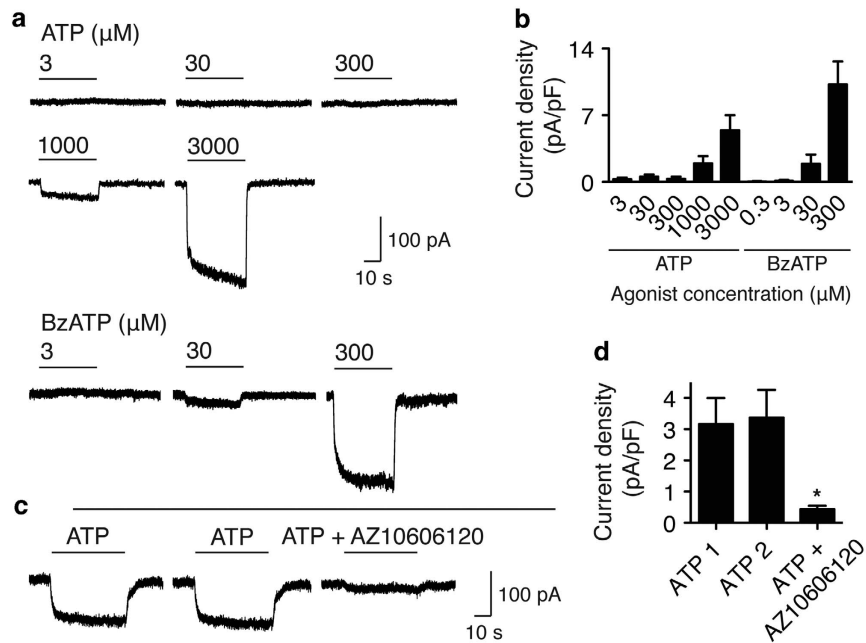 a
ATP (μM)
3 30 300
1000 3000
100 pA
10 s
BzATP (μM)
3 30 300
b
Current density
(pA/pF)
14
7
0
3 30 300 1000 3000 0.3 3 30 300
ATP BzATP
Agonist concentration (μM)
c
ATP ATP ATP + AZ10606120
100 pA
10 s
d
Current density
(pA/pF)
4
3
2
1
0
*
ATP 1
ATP 2
ATP +
AZ10606120